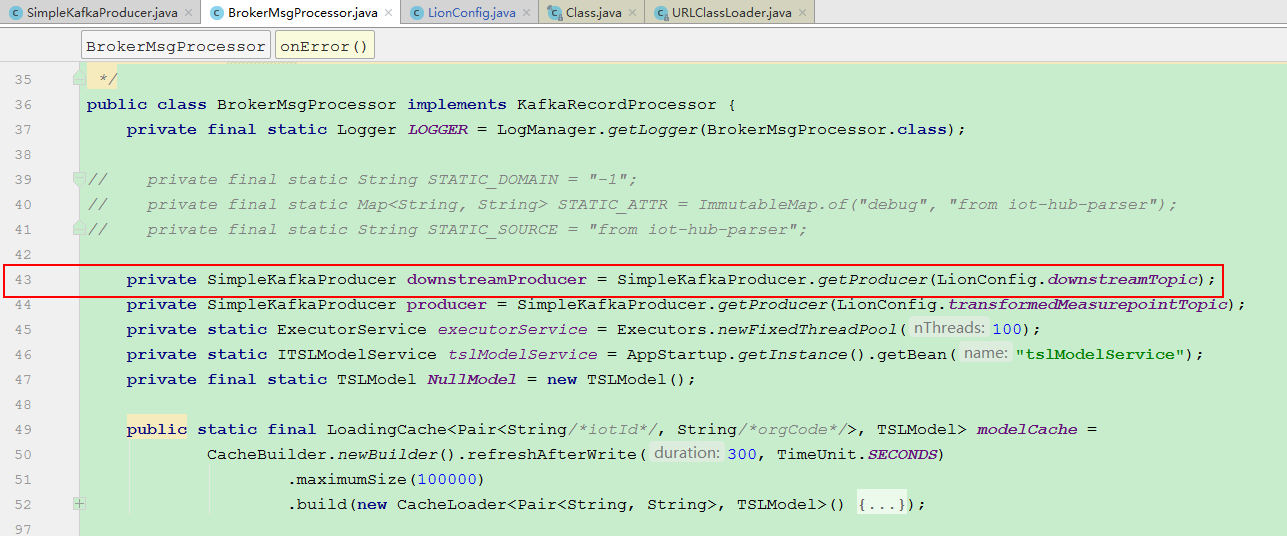 SimpleKafkaProducer.java × BrokerMsgProcessor.java × LionConfig.java × Class.java × URLClassLoader.java ×
BrokerMsgProcessor onError()
35 */
36 public class BrokerMsgProcessor implements KafkaRecordProcessor {
37 private final static Logger LOGGER = LogManager.getLogger(BrokerMsgProcessor.class);
38
39 // private final static String STATIC_DOMAIN = "-1";
40 // private final static Map<String, String> STATIC_ATTR = ImmutableMap.of("debug", "from iot-hub-parser");
41 // private final static String STATIC_SOURCE = "from iot-hub-parser";
42
43 private SimpleKafkaProducer downstreamProducer = SimpleKafkaProducer.getProducer(LionConfig.downstreamTopic);
44 private SimpleKafkaProducer producer = SimpleKafkaProducer.getProducer(LionConfig.transformedMeasurepointTopic);
45 private static ExecutorService executorService = Executors.newFixedThreadPool( nThreads: 100);
46 private static ITSLModelService tslModelService = AppStartup.getInstance().getBean( name: "tslModelService");
47 private final static TSLModel NullModel = new TSLModel();
48
49 public static final LoadingCache<Pair<String/*iotId*/, String/*orgCode*/>, TSLModel> modelCache =
50 CacheBuilder.newBuilder().refreshAfterWrite( duration: 300, TimeUnit.SECONDS)
51 .maximumSize(100000)
52 .build(new CacheLoader<Pair<String, String>, TSLModel>() {...});
97